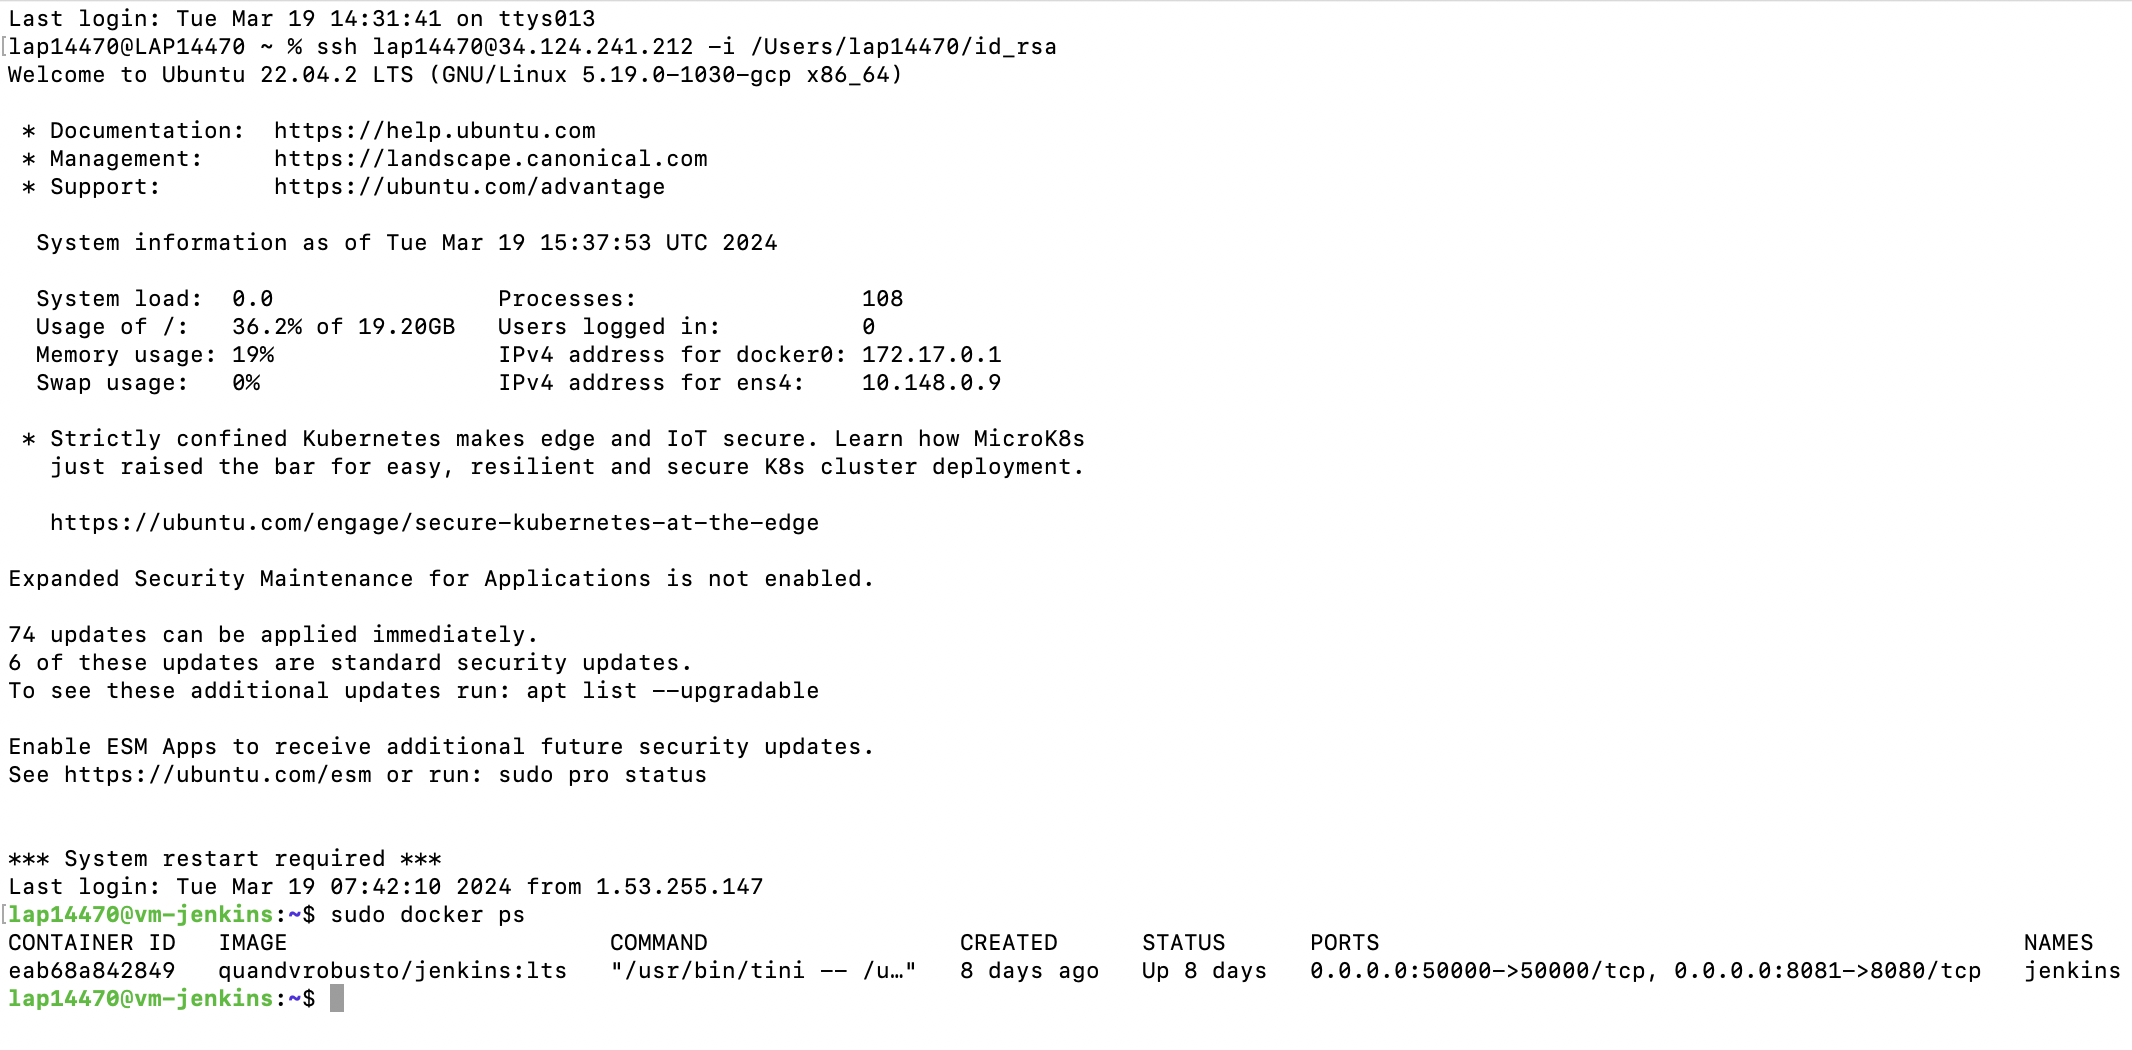 Last login: Tue Mar 19 14:31:41 on ttys013
[lap14470@LAP14470 ~ % ssh lap14470@34.124.241.212 -i /Users/lap14470/id_rsa
Welcome to Ubuntu 22.04.2 LTS (GNU/Linux 5.19.0-1030-gcp x86_64)
* Documentation:  https://help.ubuntu.com
* Management:     https://landscape.canonical.com
* Support:        https://ubuntu.com/advantage
System information as of Tue Mar 19 15:37:53 UTC 2024
System load:  0.0                Processes:                108
Usage of /:   36.2% of 19.20GB   Users logged in:          0
Memory usage: 19%                IPv4 address for docker0: 172.17.0.1
Swap usage:   0%                 IPv4 address for ens4:    10.148.0.9
* Strictly confined Kubernetes makes edge and IoT secure. Learn how MicroK8s
just raised the bar for easy, resilient and secure K8s cluster deployment.
https://ubuntu.com/engage/secure-kubernetes-at-the-edge
Expanded Security Maintenance for Applications is not enabled.
74 updates can be applied immediately.
6 of these updates are standard security updates.
To see these additional updates run: apt list --upgradable
Enable ESM Apps to receive additional future security updates.
See https://ubuntu.com/esm or run: sudo pro status
*** System restart required ***
Last login: Tue Mar 19 07:42:10 2024 from 1.53.255.147
[lap14470@vm-jenkins:~$ sudo docker ps
CONTAINER ID   IMAGE                       COMMAND                  CREATED      STATUS      PORTS                                              NAMES
eab68a842849   quandvrobusto/jenkins:lts   "/usr/bin/tini -- /u…"   8 days ago   Up 8 days   0.0.0.0:50000->50000/tcp, 0.0.0.0:8081->8080/tcp   jenkins
lap14470@vm-jenkins:~$